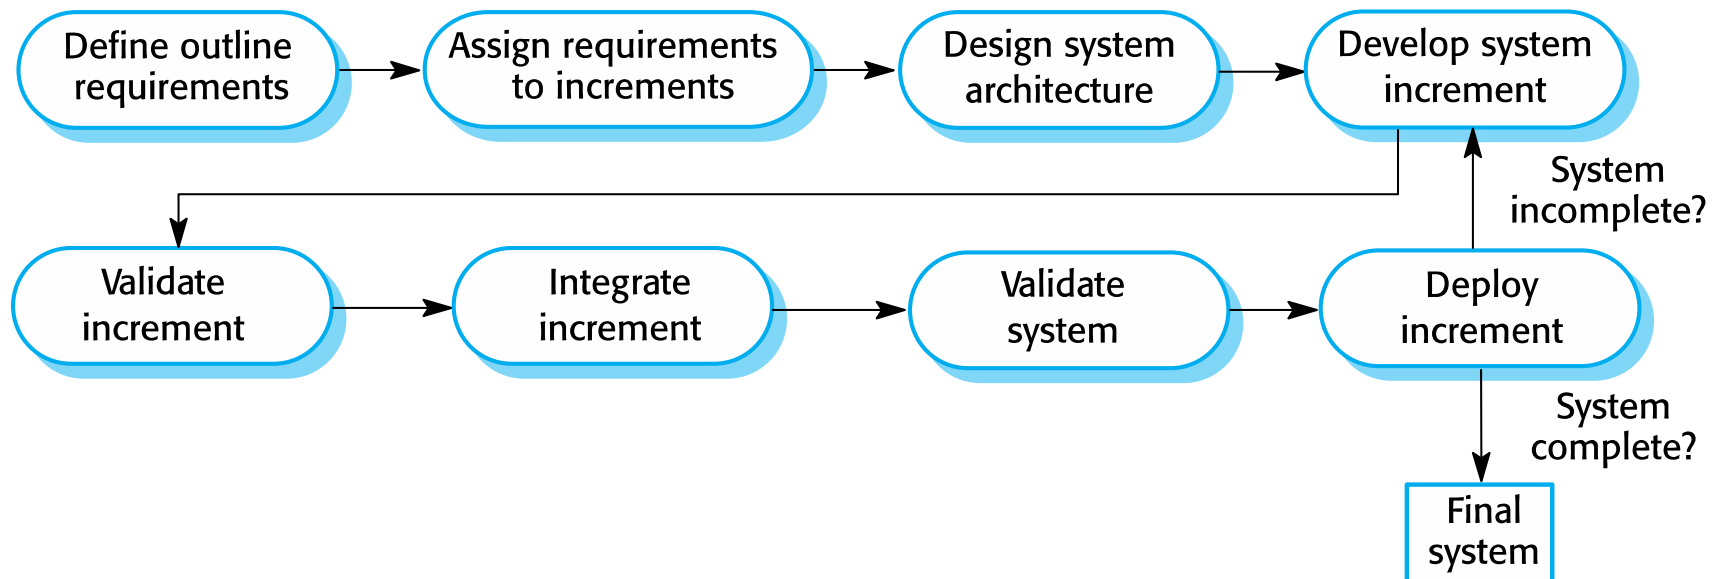 Define outline
requirements
Assign requirements
to increments
Design system
architecture
Develop system
increment
System
incomplete?
Validate
increment
Integrate
increment
Validate
system
Deploy
increment
System
complete?
Final
system